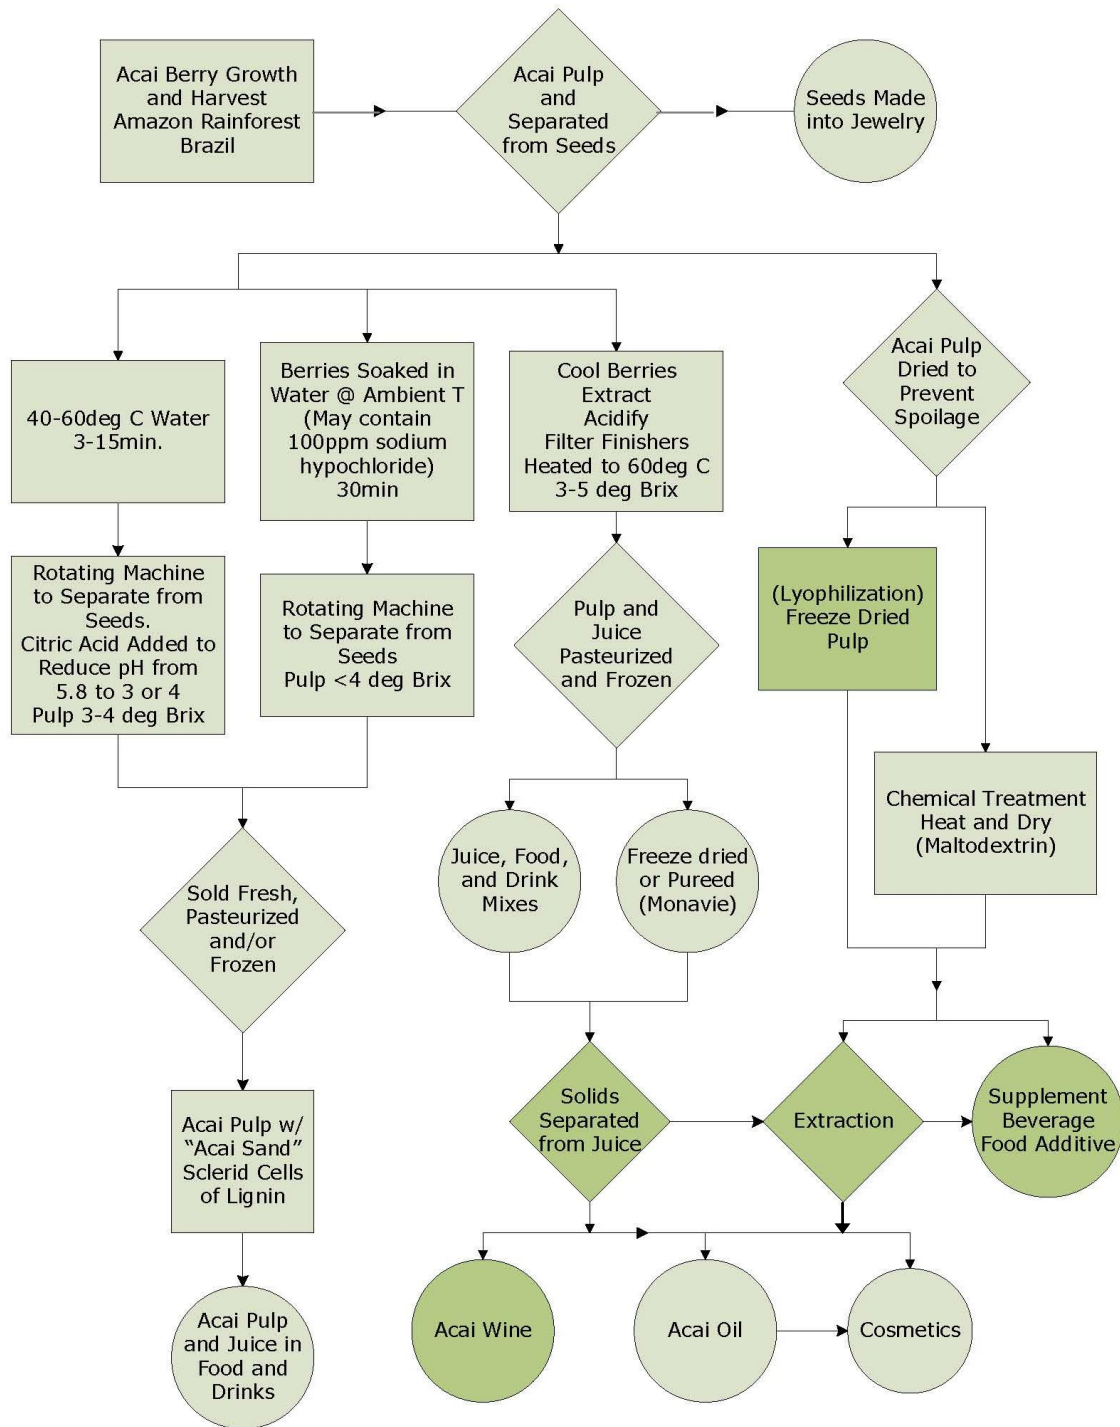 Acai Berry Growth
and Harvest
Amazon Rainforest
Brazil
Acai Pulp
and
Separated
from Seeds
Seeds Made
into Jewelry
40-60deg C Water
3-15min.
Berries Soaked in
Water @ Ambient T
(May contain
100ppm sodium
hypochloride)
30min
Cool Berries
Extract
Acidify
Filter Finishers
Heated to 60deg C
3-5 deg Brix
Acai Pulp
Dried to
Prevent
Spoilage
Rotating Machine
to Separate from
Seeds.
Citric Acid Added to
Reduce pH from
5.8 to 3 or 4
Pulp 3-4 deg Brix
Rotating Machine
to Separate from
Seeds
Pulp <4 deg Brix
Pulp and
Juice
Pasteurized
and Frozen
(Lyophilization)
Freeze Dried
Pulp
Chemical Treatment
Heat and Dry
(Maltodextrin)
Sold Fresh,
Pasteurized
and/or
Frozen
Juice, Food,
and Drink
Mixes
Freeze dried
or Pureed
(Monavie)
Acai Pulp w/
“Acai Sand”
Sclerid Cells
of Lignin
Solids
Separated
from Juice
Extraction
Supplement
Beverage
Food Additive
Acai Pulp
and Juice in
Food and
Drinks
Acai Wine
Acai Oil
Cosmetics